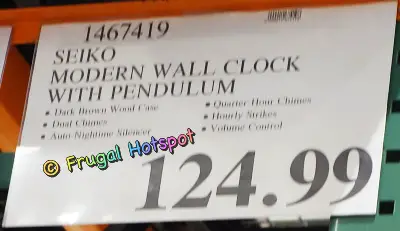 1467419
SEIKO
MODERN WALL CLOCK
WITH PENDULUM
• Dark Brown Wood Case
• Dual Chimes
• Auto-Nightime Silencer
• Quarter Hour Chimes
• Hourly Strikes
• Volume Control
© Frugal Hotspot
124.99